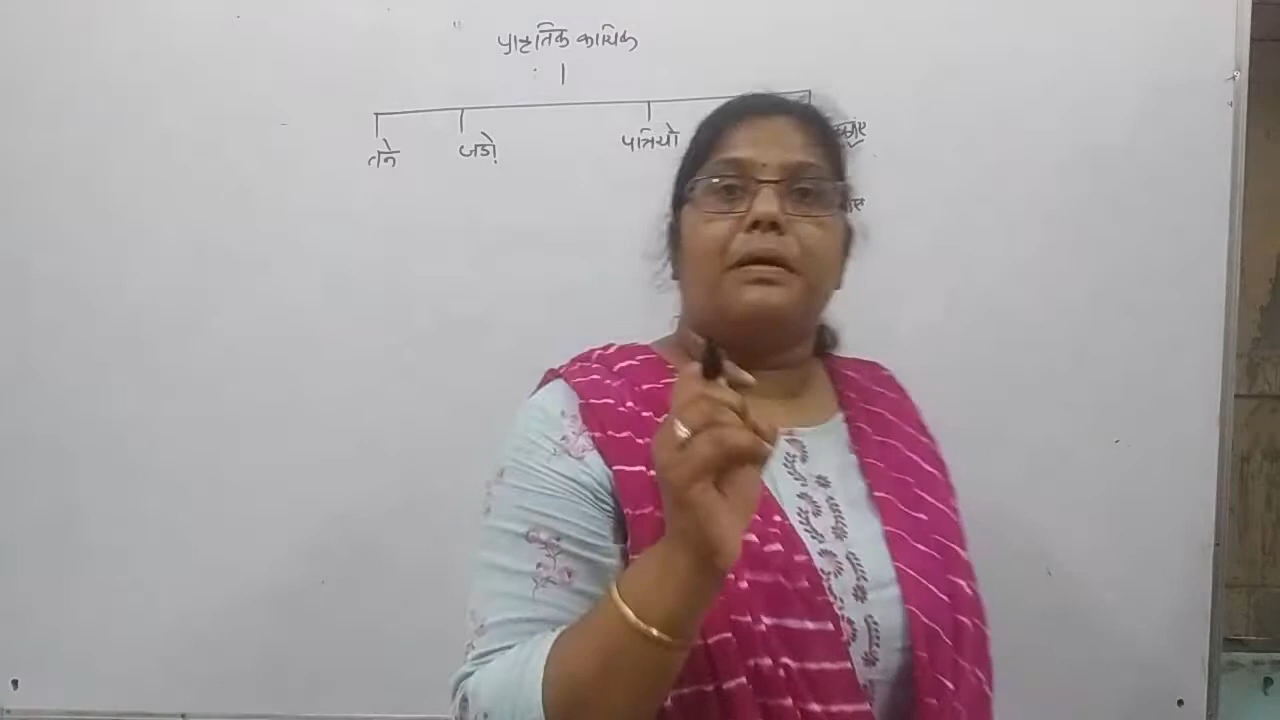 प्राकृतिक कायिक
तने जडो पत्तियो